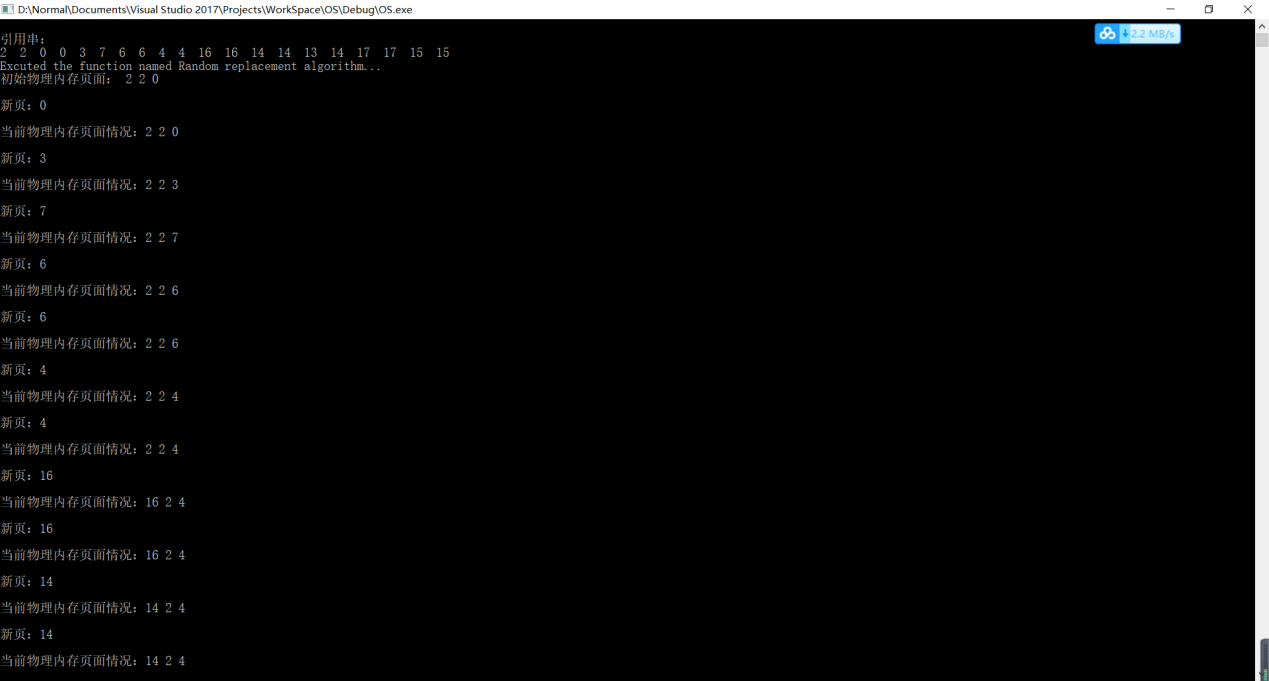 D:\Normal\Documents\Visual Studio 2017\Projects\WorkSpace\OS\Debug\OS.exe
2.2 MB/s
引用串:
2 2 0 0 3 7 6 6 4 4 16 16 14 14 13 14 17 17 15 15
Excuted the function named Random replacement algorithm...
初始物理内存页面: 2 2 0
新页: 0
当前物理内存页面情况: 2 2 0
新页: 3
当前物理内存页面情况: 2 2 3
新页: 7
当前物理内存页面情况: 2 2 7
新页: 6
当前物理内存页面情况: 2 2 6
新页: 6
当前物理内存页面情况: 2 2 6
新页: 4
当前物理内存页面情况: 2 2 4
新页: 4
当前物理内存页面情况: 2 2 4
新页: 16
当前物理内存页面情况: 16 2 4
新页: 16
当前物理内存页面情况: 16 2 4
新页: 14
当前物理内存页面情况: 14 2 4
新页: 14
当前物理内存页面情况: 14 2 4